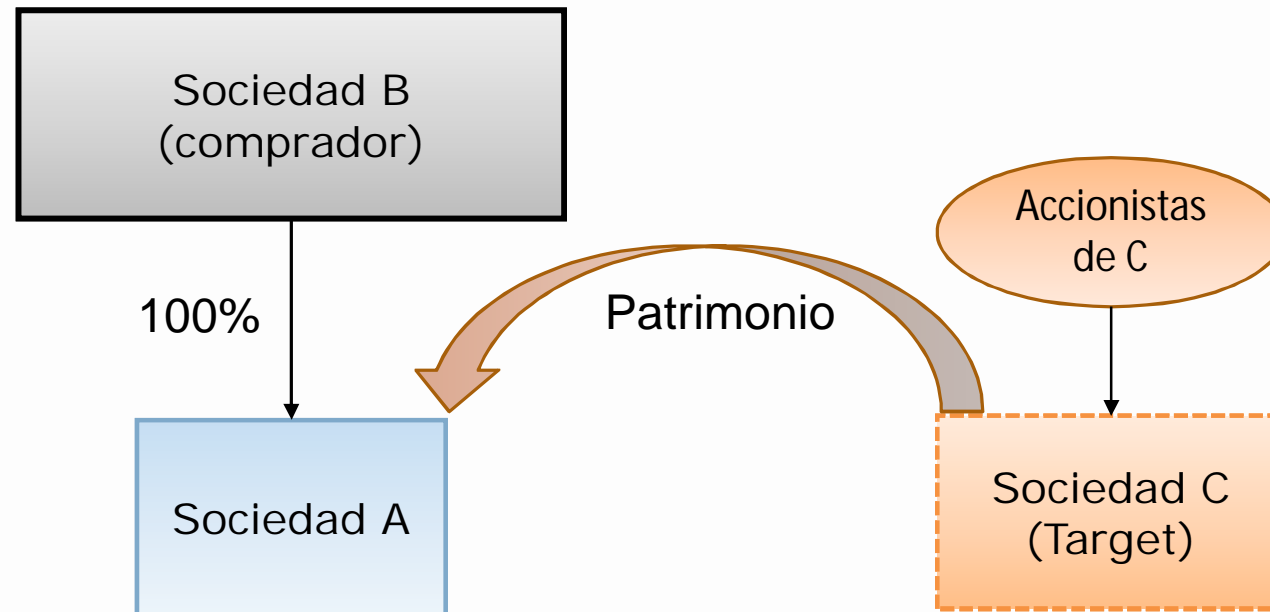 Sociedad B
(comprador)
Accionistas
de C
100%
Patrimonio
Sociedad A
Sociedad C
(Target)